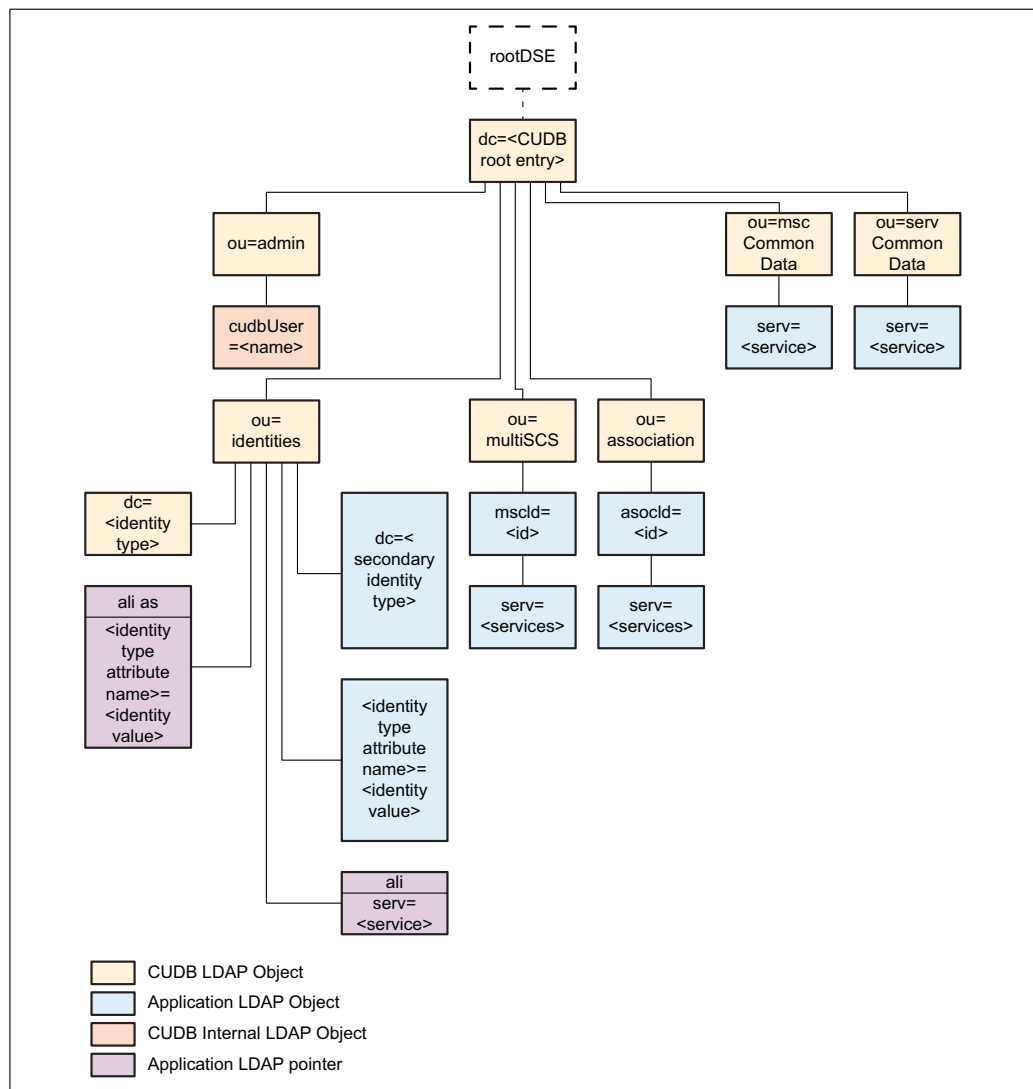 rootDSE
dc=<CUDB
root entry>
ou=admin
ou=msc
Common
Data
ou=serv
Common
Data
cudbUser
=<name>
serv=
<service>
serv=
<service>
ou=
identities
ou=
multiSCS
ou=
association
dc=
<identity
type>
dc=<
secondary
identity
type>
mscId=
<id>
asocId=
<id>
ali as
<identity
type
attribute
name>=
<identity
value>
serv=
<services>
serv=
<services>
<identity
type
attribute
name>=
<identity
value>
ali
serv=
<service>
CUDB LDAP Object
Application LDAP Object
CUDB Internal LDAP Object
Application LDAP pointer